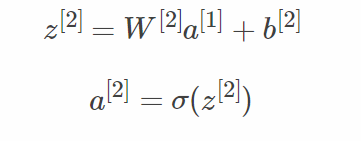 z^{[2]} = W^{[2]}a^{[1]} + b^{[2]}
a^{[2]} = σ(z^{[2]})